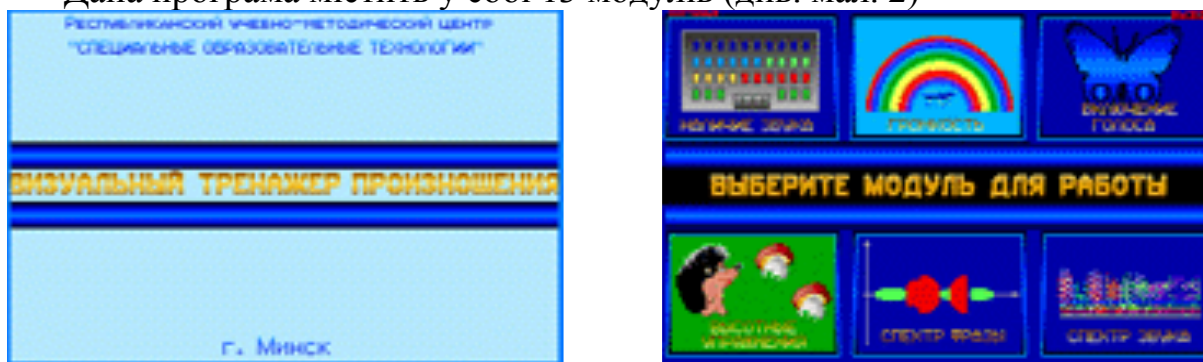 Дана програма містить у собі 13 модулів (див. мал. 2)
Республиканский учебно-методический центр
"СПЕЦИАЛЬНЫЕ ОБРАЗОВАТЕЛЬНЫЕ ТЕХНОЛОГИИ"
ВИЗУАЛЬНЫЙ ТРЕНАЖЕР ПРОИЗНОШЕНИЯ
г. Минск
НАЛИЧИЕ ЗВУКА
ГРОМКОСТЬ
ВКЛЮЧЕНИЕ
ГОЛОСА
ВЫБЕРИТЕ МОДУЛЬ ДЛЯ РАБОТЫ
ВЫСОТНОЕ
УПРАВЛЕНИЕ
СПЕКТР ФРАЗЫ
СПЕКТР ЗВУКА